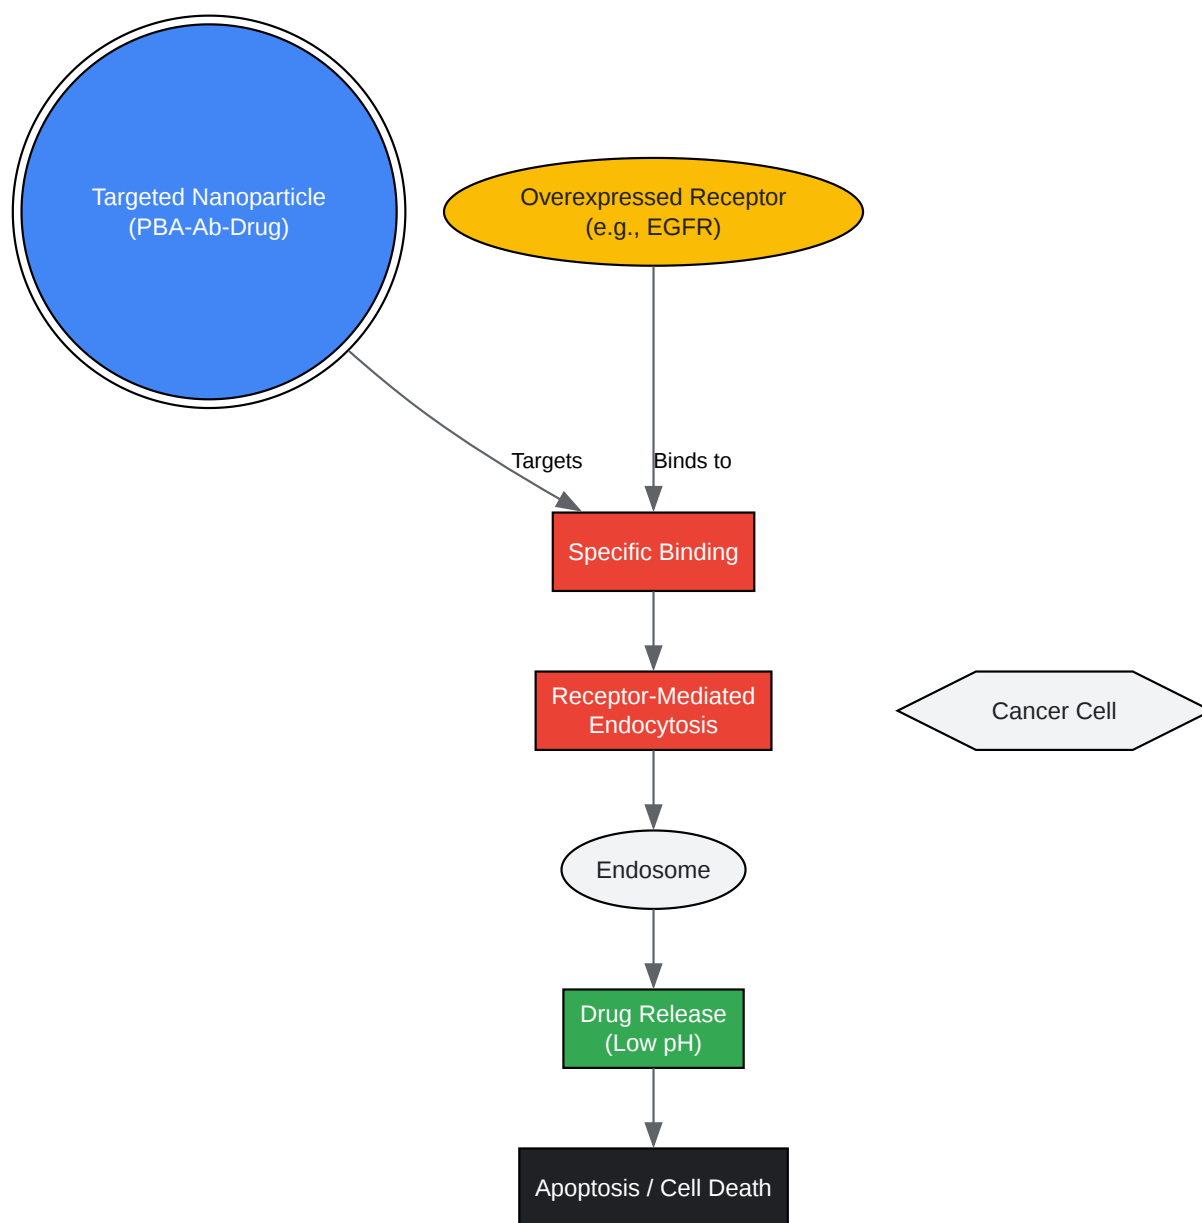 Targeted Nanoparticle
(PBA-Ab-Drug)
Overexpressed Receptor
(e.g., EGFR)
Targets
Binds to
Specific Binding
Receptor-Mediated
Endocytosis
Cancer Cell
Endosome
Drug Release
(Low pH)
Apoptosis / Cell Death